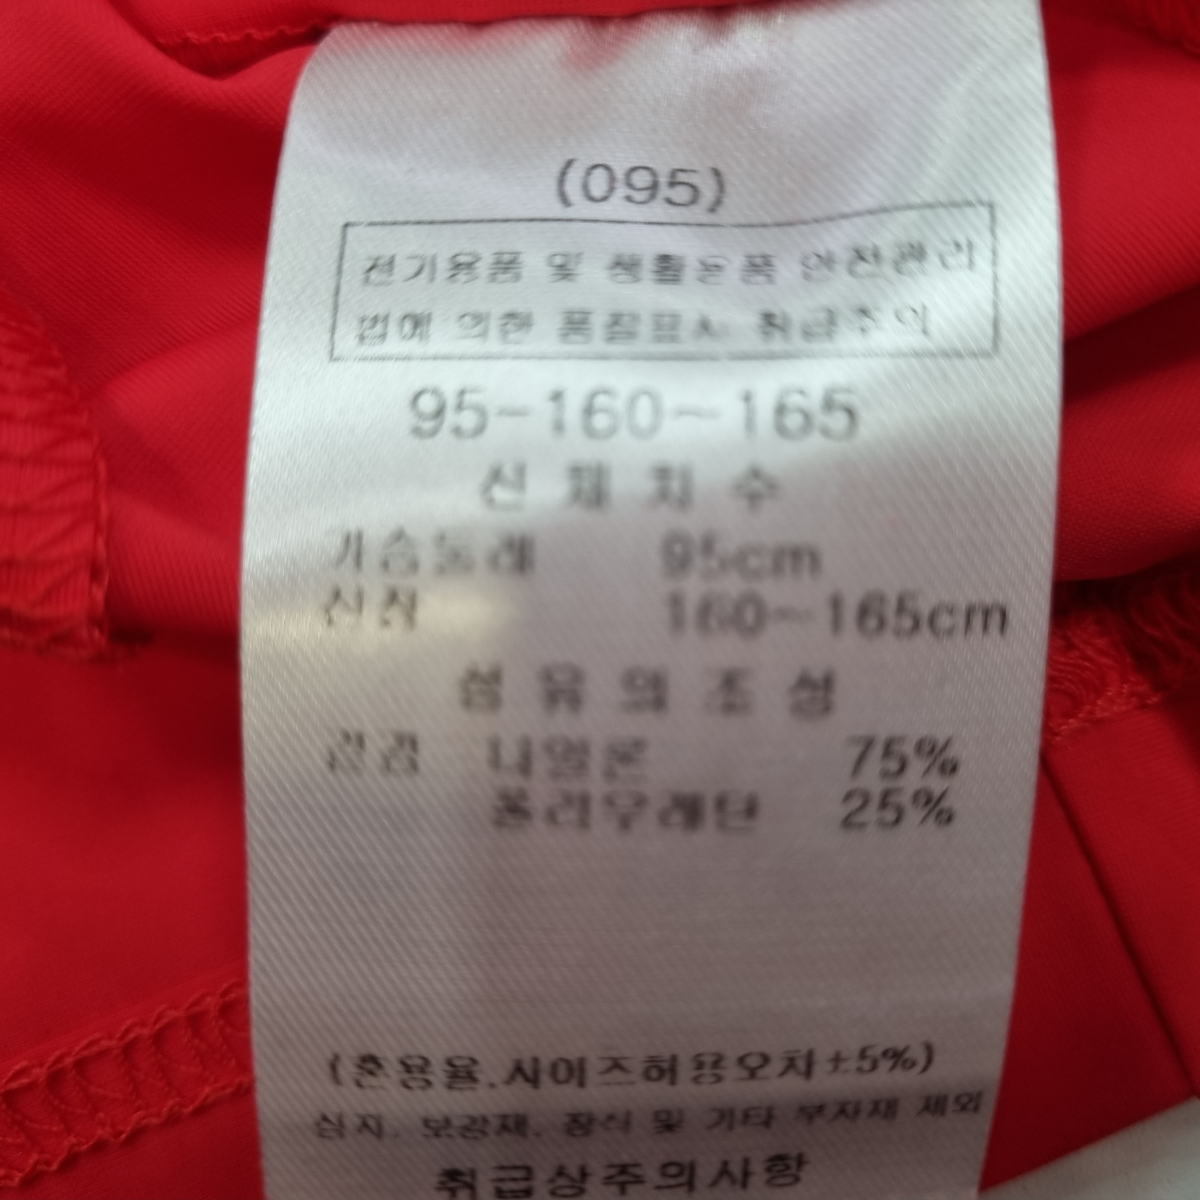 (095)
전기용품 및 생활용품 안전관리
법에 의한 품질표시 취급주의
95-160~165
신 체 치 수
가슴둘레 95cm
신장 160~165cm
섬 유 의 조 성
겉감 나일론 75%
폴리우레탄 25%
(혼용율.사이즈허용오차±5%)
심지. 보강재. 장식 및 기타 부자재 제외
취급상주의사항